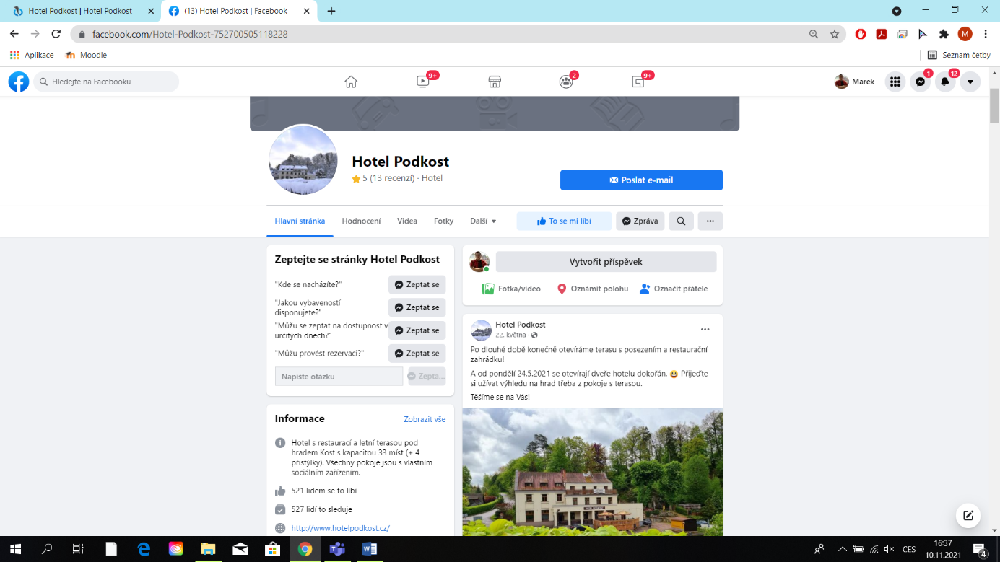 Hotel Podkost | Hotel Podkost
(13) Hotel Podkost | Facebook
facebook.com/Hotel-Podkost-752700505118228
M
Aplikace
Moodle
Seznam četby
Hledejte na Facebooku
9+
2
9+
Marek
1
12
Hotel Podkost
5 (13 recenzí) · Hotel
Poslat e-mail
Hlavní stránka
Hodnocení
Videa
Fotky
Další
To se mi líbí
Zpráva
Zeptejte se stránky Hotel Podkost
"Kde se nacházíte?"
Zeptat se
"Jakou vybaveností
disponujete?"
Zeptat se
"Můžu se zeptat na dostupnost v
určitých dnech?"
Zeptat se
"Můžu provést rezervaci?"
Zeptat se
Napište otázku
Zepta...
Informace
Zobrazit vše
Hotel s restaurací a letní terasou pod
hradem Kost s kapacitou 33 míst (+ 4
přistýlky). Všechny pokoje jsou s vlastním
sociálním zařízením.
521 lidem se to líbí
527 lidí to sleduje
http://www.hotelpodkost.cz/
Vytvořit příspěvek
Fotka/video
Oznámit polohu
Označit přátele
Hotel Podkost
22. května ·
Po dlouhé době konečně otevíráme terasu s posezením a restaurační
zahrádku!
A od pondělí 24.5.2021 se otevírají dveře hotelu dokořán. 😀 Přijeďte
si užívat výhledu na hrad třeba z pokoje s terasou.
Těšíme se na Vás!
HOTEL PODKOST
CES
16:37
10.11.2021
4